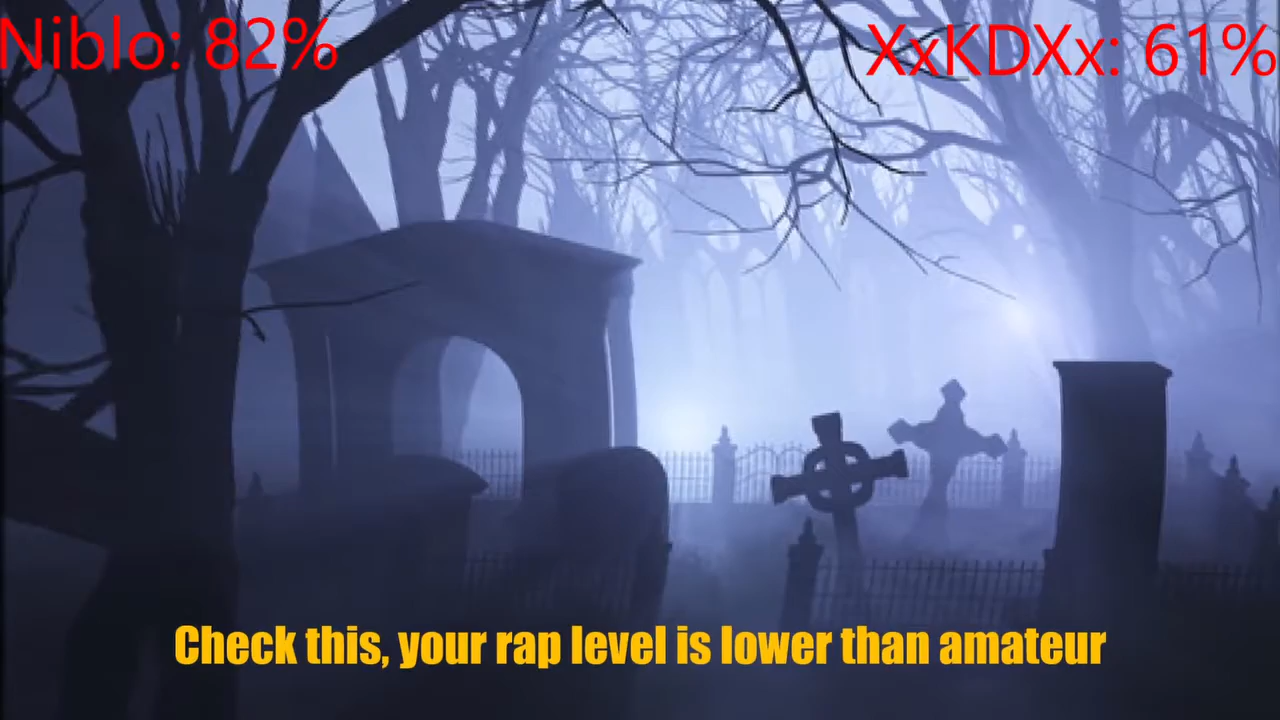 Niblo: 82%
XxKDXx: 61%
Check this, your rap level is lower than amateur